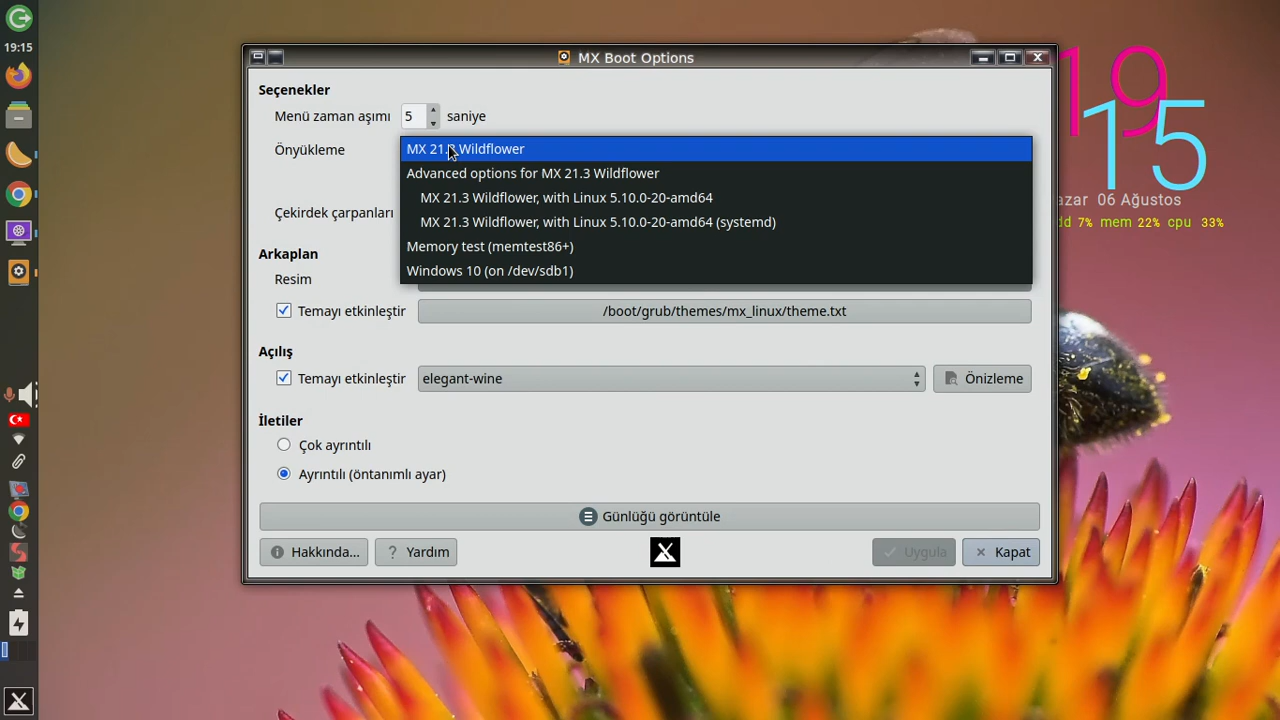 19:15
MX Boot Options
Seçenekler
Menü zaman aşımı 5 saniye
Önyükleme
MX 21.3 Wildflower
Advanced options for MX 21.3 Wildflower
MX 21.3 Wildflower, with Linux 5.10.0-20-amd64
MX 21.3 Wildflower, with Linux 5.10.0-20-amd64 (systemd)
Memory test (memtest86+)
Windows 10 (on /dev/sdb1)
Çekirdek çarpanları
Arkaplan
Resim
Temayı etkinleştir /boot/grub/themes/mx_linux/theme.txt
Açılış
Temayı etkinleştir elegant-wine Önizleme
İletiler
Çok ayrıntılı
Ayrıntılı (öntanımlı ayar)
Günlüğü görüntüle
Hakkında... Yardım Uygula Kapat
19
15
azar 06 Ağustos
dd 7% mem 22% cpu 33%